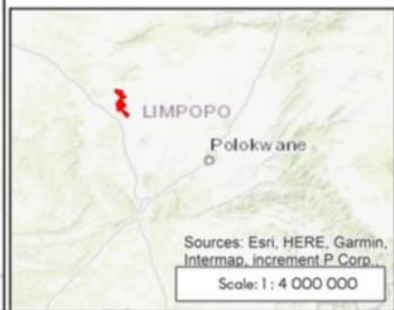 LIMPOPO
Polokwane
Sources: Esri, HERE, Garmin,
Intermap, increment P Corp.,
Scale: 1 : 4 000 000